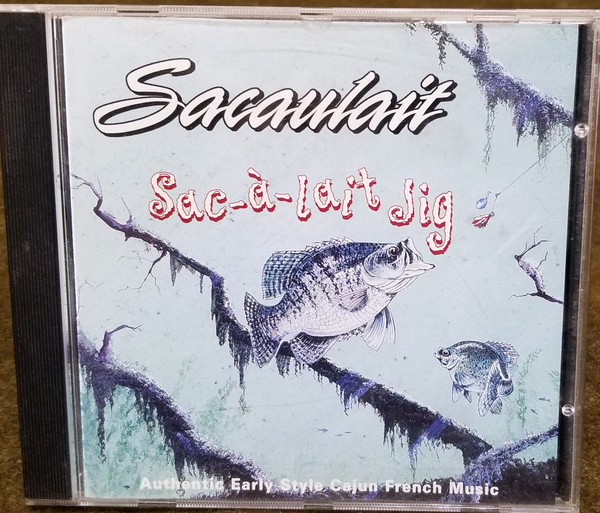 Sacaulait
Sac-à-lait Jig
Authentic Early Style Cajun French Music